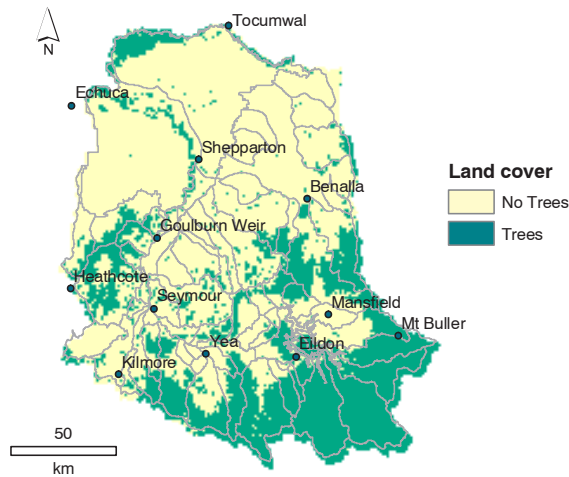 Tocumwal
N
Echuca
Shepparton
Land cover
No Trees
Benalla
Trees
Goulburn Weir
Heathcote
Seymour
Mansfield
Mt Buller
Yea
Eildon
Kilmore
50
km